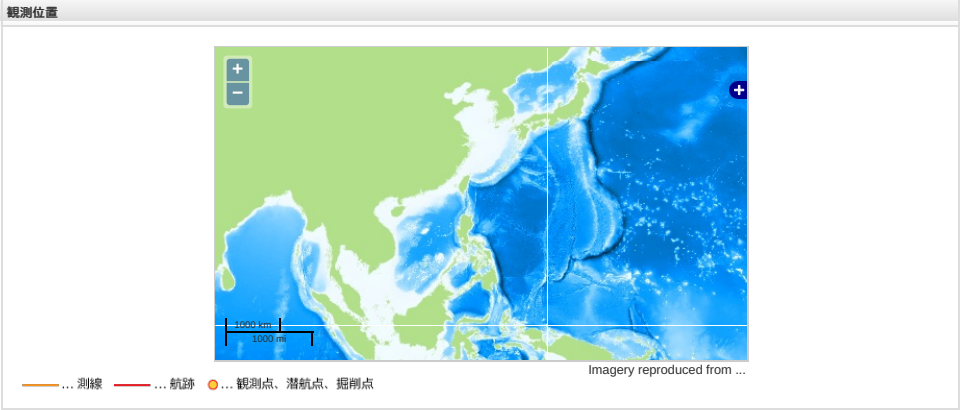 観測位置
+
−
+
1000 km
1000 mi
Imagery reproduced from ...
... 測線 ... 航跡 ... 観測点、潜航点、掘削点